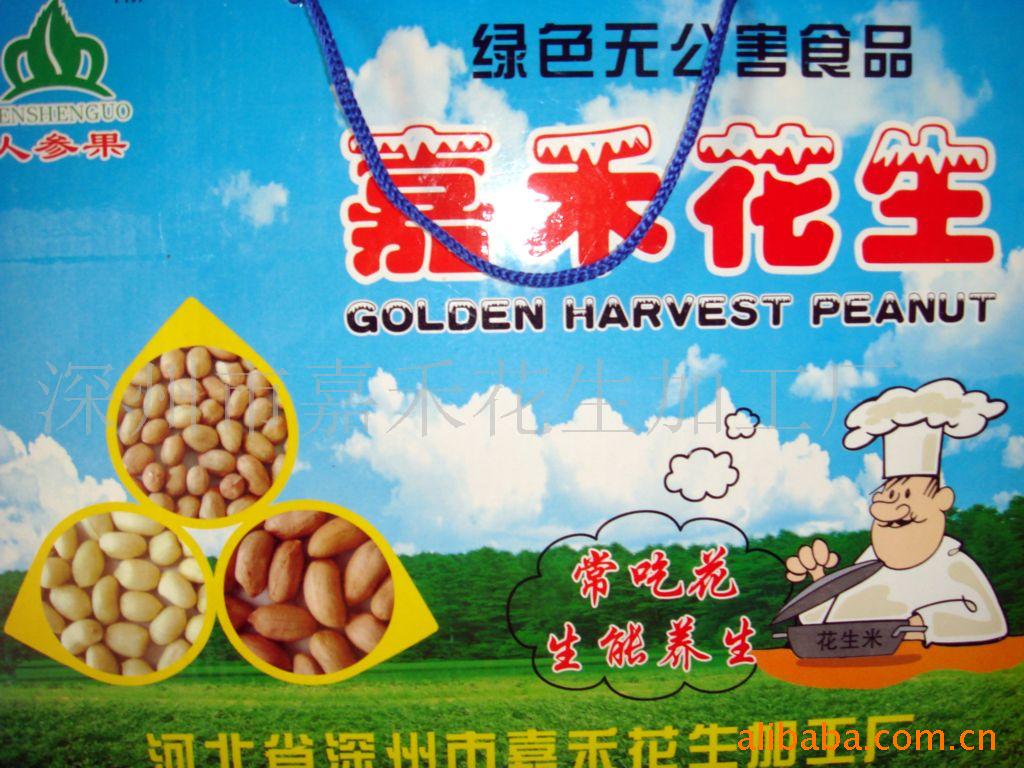 绿色无公害食品
ENSHENGUO
人参果
嘉禾花生
GOLDEN HARVEST PEANUT
深州市嘉禾花生加工厂
常吃花
生能养生
花生米
河北省深州市嘉禾花生加工厂
alibaba.com.cn